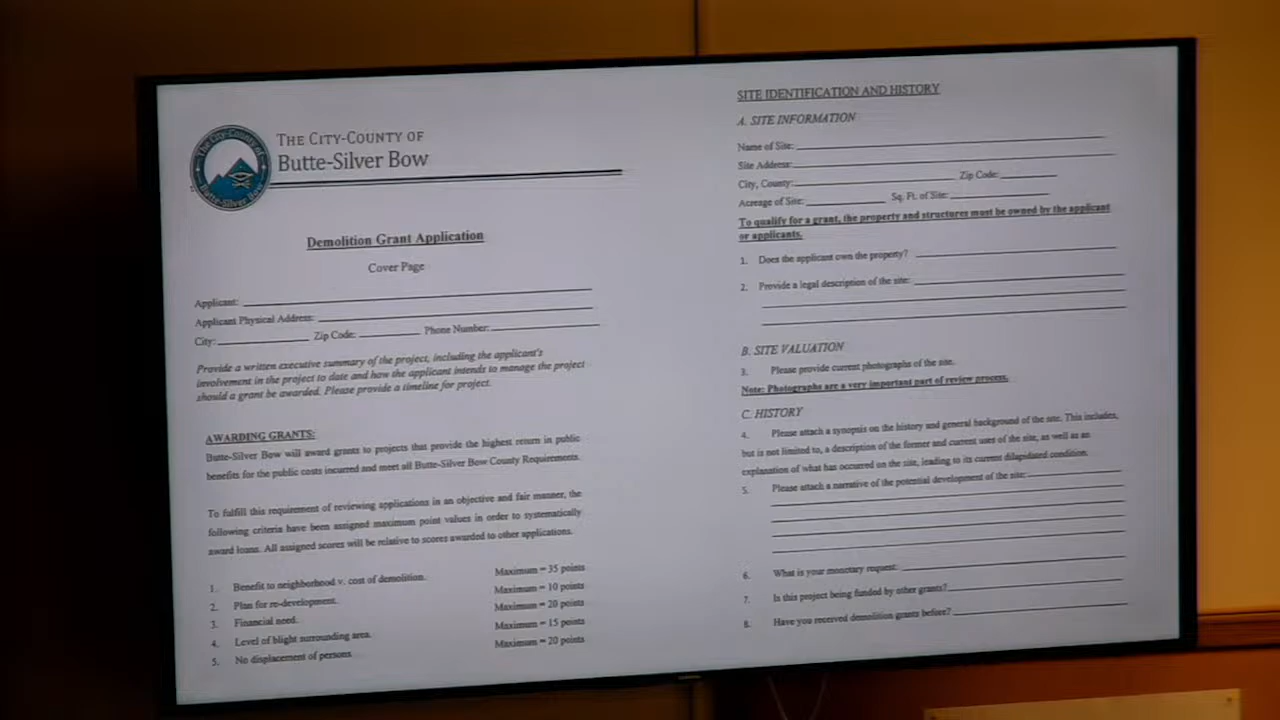 The City-County of
Butte-Silver Bow
THE CITY-COUNTY OF
Butte-Silver Bow
Demolition Grant Application
Cover Page
Applicant:
Applicant Physical Address:
City: Zip Code: Phone Number:
Provide a written executive summary of the project, including the applicant's
involvement in the project to date and how the applicant intends to manage the project
should a grant be awarded. Please provide a timeline for project.
AWARDING GRANTS:
Butte-Silver Bow will award grants to projects that provide the highest return in public
benefits for the public costs incurred and meet all Butte-Silver Bow County Requirements.
To fulfill this requirement of reviewing applications in an objective and fair manner, the
following criteria have been assigned maximum point values in order to systematically
award loans. All assigned scores will be relative to scores awarded to other applications.
1. Benefit to neighborhood v. cost of demolition. Maximum = 35 points
2. Plan for re-development. Maximum = 10 points
3. Financial need. Maximum = 20 points
4. Level of blight surrounding area. Maximum = 15 points
5. No displacement of persons Maximum = 20 points
SITE IDENTIFICATION AND HISTORY
A. SITE INFORMATION
Name of Site:
Site Address:
City, County: Zip Code:
Acreage of Site: Sq. Ft. of Site:
To qualify for a grant, the property and structures must be owned by the applicant
or applicants.
1. Does the applicant own the property?
2. Provide a legal description of the site:
B. SITE VALUATION
3. Please provide current photographs of the site.
Note: Photographs are a very important part of review process.
C. HISTORY
4. Please attach a synopsis on the history and general background of the site. This includes,
but is not limited to, a description of the former and current uses of the site, as well as an
explanation of what has occurred on the site, leading to its current dilapidated condition.
5. Please attach a narrative of the potential development of the site:
6. What is your monetary request:
7. Is this project being funded by other grants?
8. Have you received demolition grants before?